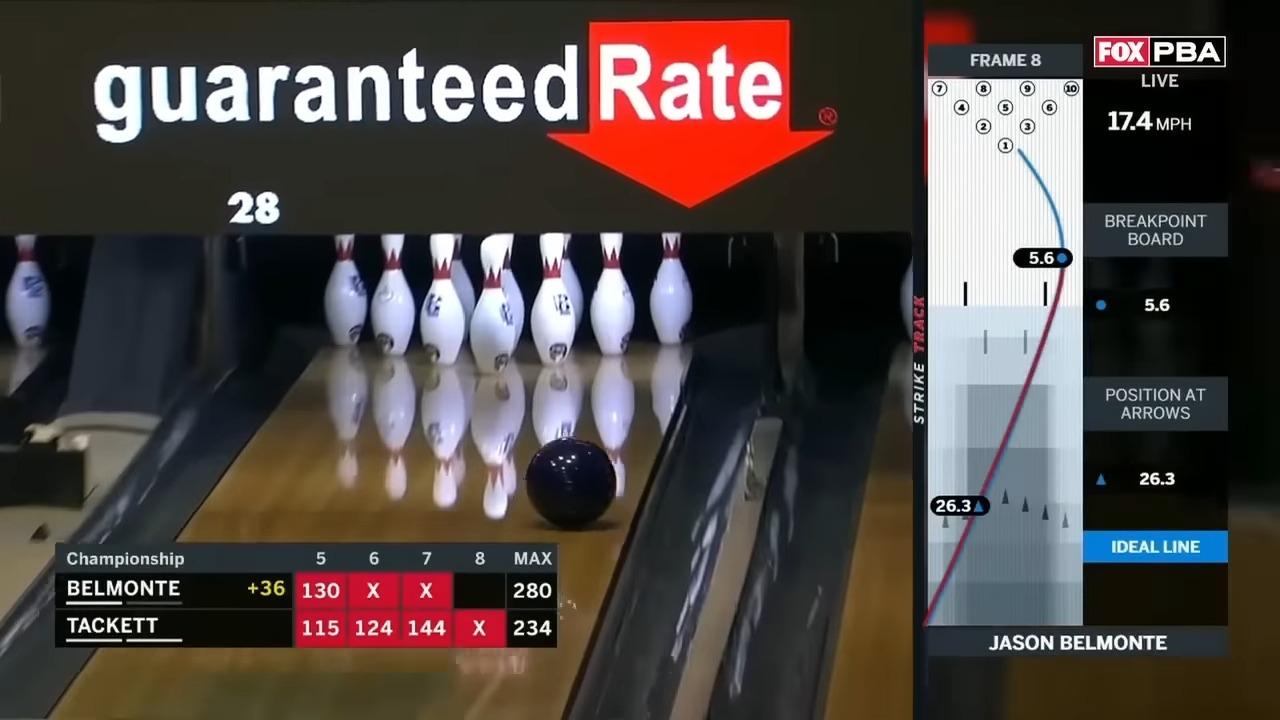 guaranteed Rate ®
28
Championship 5 6 7 8 MAX
BELMONTE +36 130 X X 280
TACKETT 115 124 144 X 234
STRIKE TRACK
FRAME 8
7 8 9 10
4 5 6
2 3
1
5.6
26.3
FOX PBA
LIVE
17.4 MPH
BREAKPOINT
BOARD
5.6
POSITION AT
ARROWS
26.3
IDEAL LINE
JASON BELMONTE